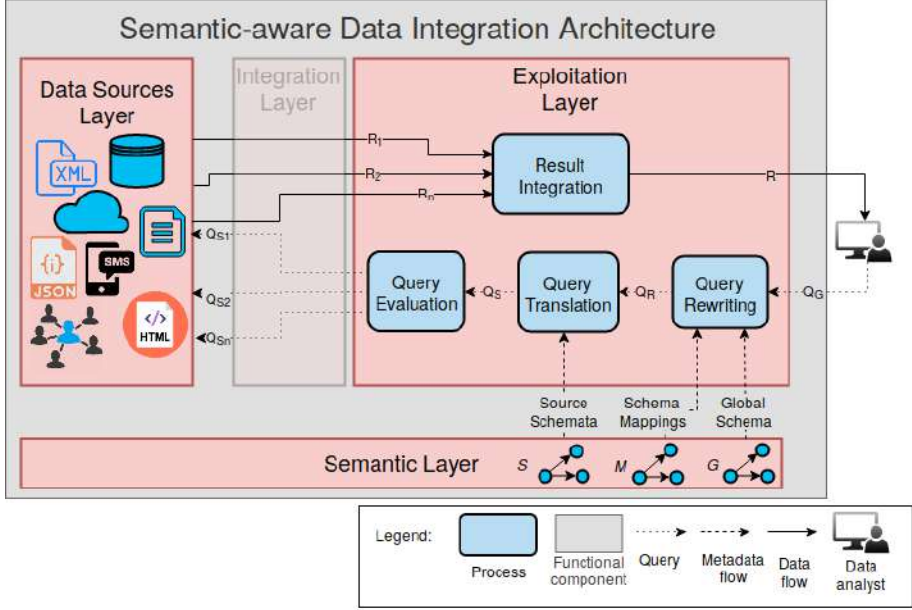 Semantic-aware Data Integration Architecture
Data Sources
Layer
Integration
Layer
Exploitation
Layer
XML
SMS
{i}
JSON
</>
HTML
R1
R2
Rn
Result
Integration
R
QS1
QS2
QSn
Query
Evaluation
QS
Query
Translation
QR
Query
Rewriting
QG
Source
Schemata
Schema
Mappings
Global
Schema
Semantic Layer
S
M
G
Legend:
Process
Functional
component
Query
Metadata
flow
Data
flow
Data
analyst